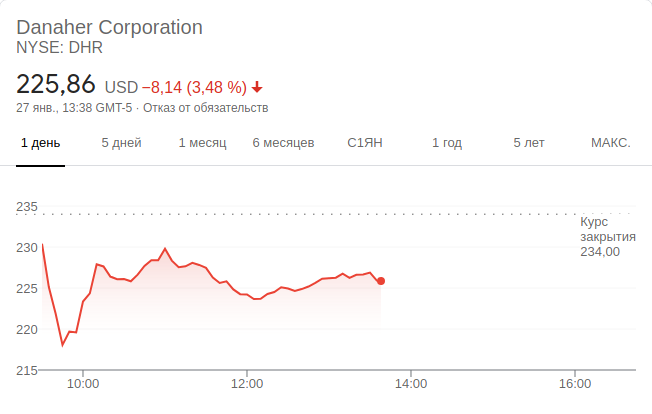 Danaher Corporation
NYSE: DHR
225,86 USD −8,14 (3,48 %)
27 янв., 13:38 GMT-5 · Отказ от обязательств
1 день 5 дней 1 месяц 6 месяцев С1ЯН 1 год 5 лет МАКС.
235
Курс
закрытия
234,00
230
225
220
215
10:00 12:00 14:00 16:00